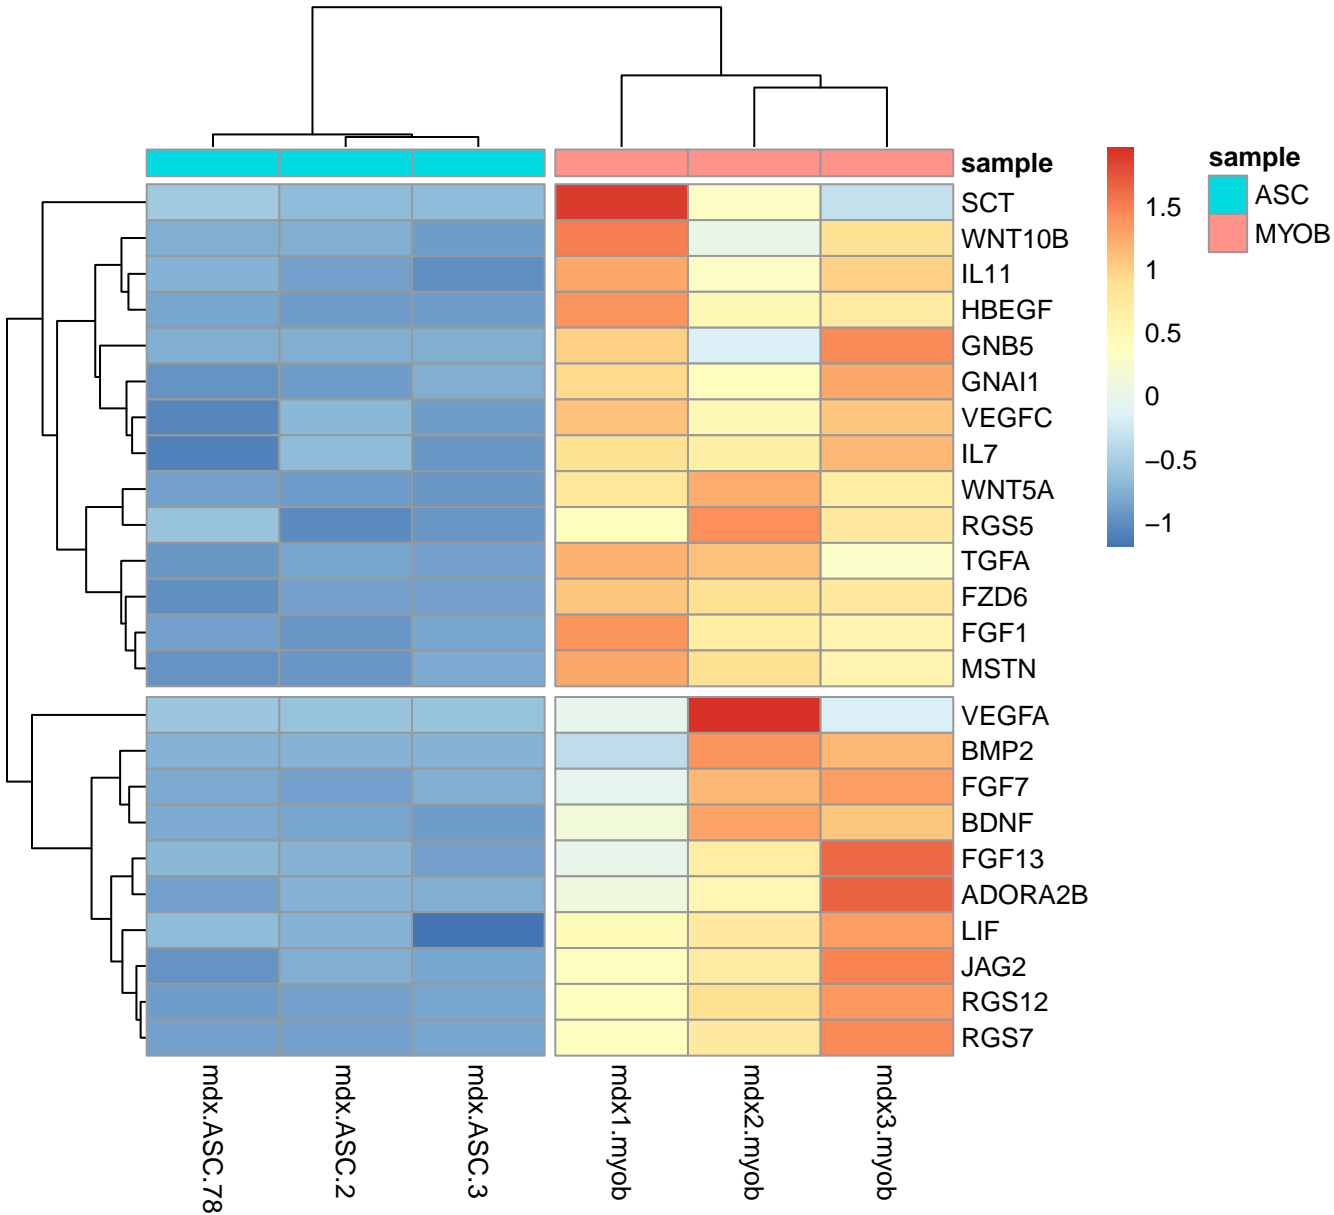 sample
SCT
WNT10B
IL11
HBEGF
GNB5
GNAI1
VEGFC
IL7
WNT5A
RGS5
TGFA
FZD6
FGF1
MSTN
VEGFA
BMP2
FGF7
BDNF
FGF13
ADORA2B
LIF
JAG2
RGS12
RGS7
mdx.ASC.78
mdx.ASC.2
mdx.ASC.3
mdx1.myob
mdx2.myob
mdx3.myob
1.5
1
0.5
0
−0.5
−1
sample
ASC
MYOB